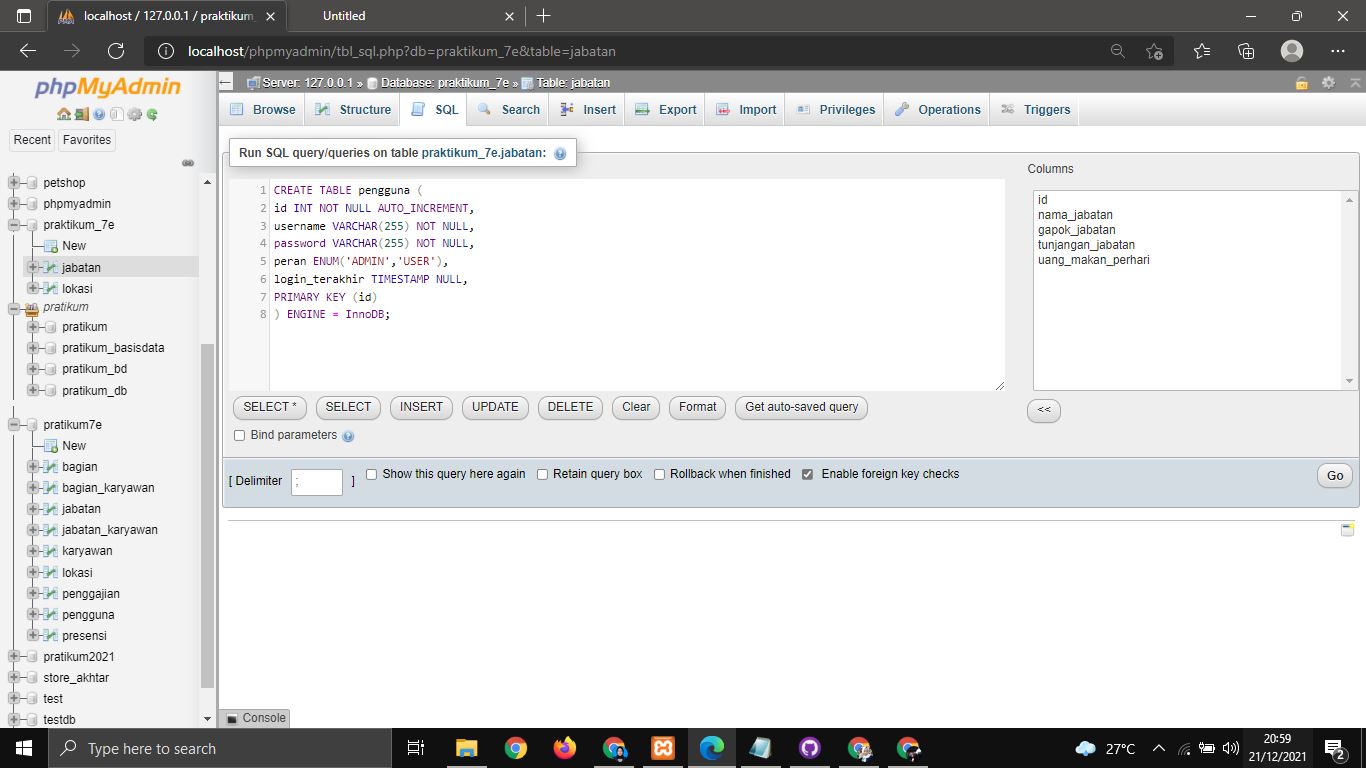 localhost / 127.0.0.1 / praktikum_
Untitled
localhost/phpmyadmin/tbl_sql.php?db=praktikum_7e&table=jabatan
phpMyAdmin
Recent Favorites
petshop
phpmyadmin
praktikum_7e
New
jabatan
lokasi
pratikum
pratikum
pratikum_basisdata
pratikum_bd
pratikum_db
pratikum7e
New
bagian
bagian_karyawan
jabatan
jabatan_karyawan
karyawan
lokasi
penggajian
pengguna
presensi
pratikum2021
store_akhtar
test
testdb
Server: 127.0.0.1 » Database: praktikum_7e » Table: jabatan
Browse Structure SQL Search Insert Export Import Privileges Operations Triggers
Run SQL query/queries on table praktikum_7e.jabatan:
1 CREATE TABLE pengguna (
2 id INT NOT NULL AUTO_INCREMENT,
3 username VARCHAR(255) NOT NULL,
4 password VARCHAR(255) NOT NULL,
5 peran ENUM('ADMIN','USER'),
6 login_terakhir TIMESTAMP NULL,
7 PRIMARY KEY (id)
8 ) ENGINE = InnoDB;
Columns
id
nama_jabatan
gapok_jabatan
tunjangan_jabatan
uang_makan_perhari
SELECT * SELECT INSERT UPDATE DELETE Clear Format Get auto-saved query
<<
Bind parameters
[ Delimiter ; ] Show this query here again Retain query box Rollback when finished Enable foreign key checks
Go
Console
Type here to search
27°C
20:59
21/12/2021
2